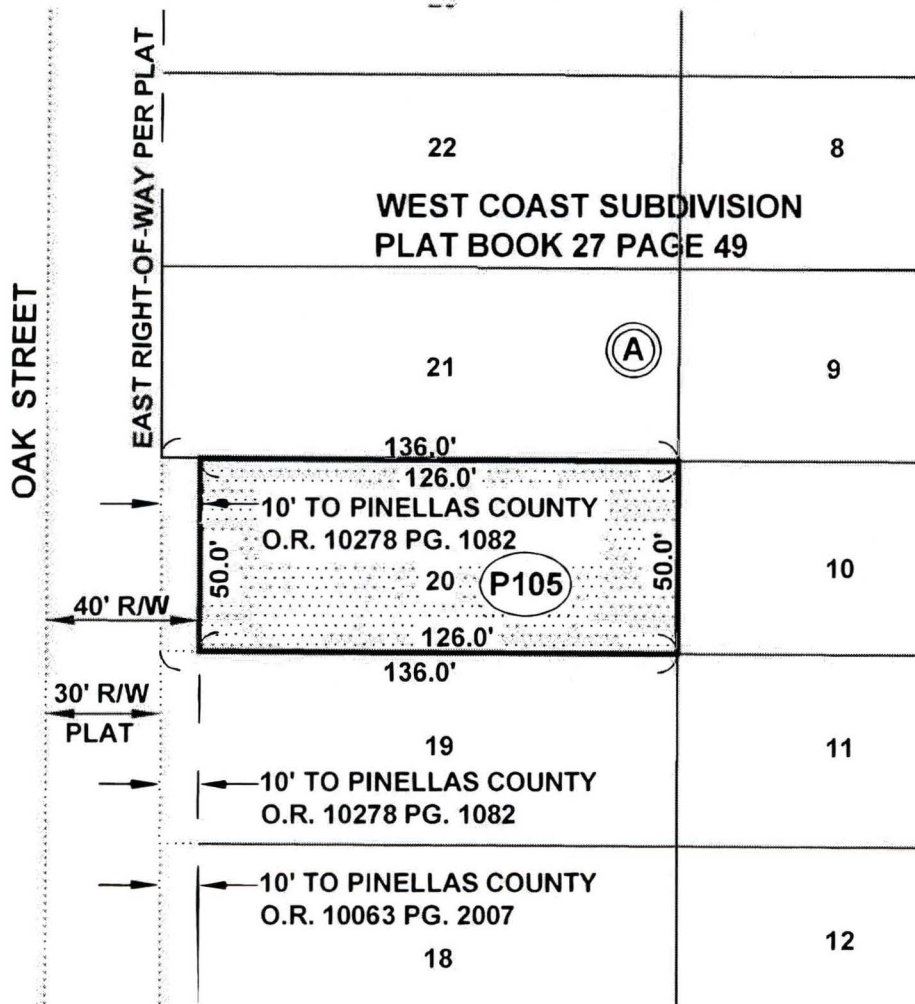 OAK STREET
EAST RIGHT-OF-WAY PER PLAT
22
8
WEST COAST SUBDIVISION
PLAT BOOK 27 PAGE 49
A
21
9
136.0'
126.0'
10' TO PINELLAS COUNTY
O.R. 10278 PG. 1082
50.0'
20
P105
50.0'
10
40' R/W
126.0'
136.0'
30' R/W
PLAT
19
11
10' TO PINELLAS COUNTY
O.R. 10278 PG. 1082
10' TO PINELLAS COUNTY
O.R. 10063 PG. 2007
18
12